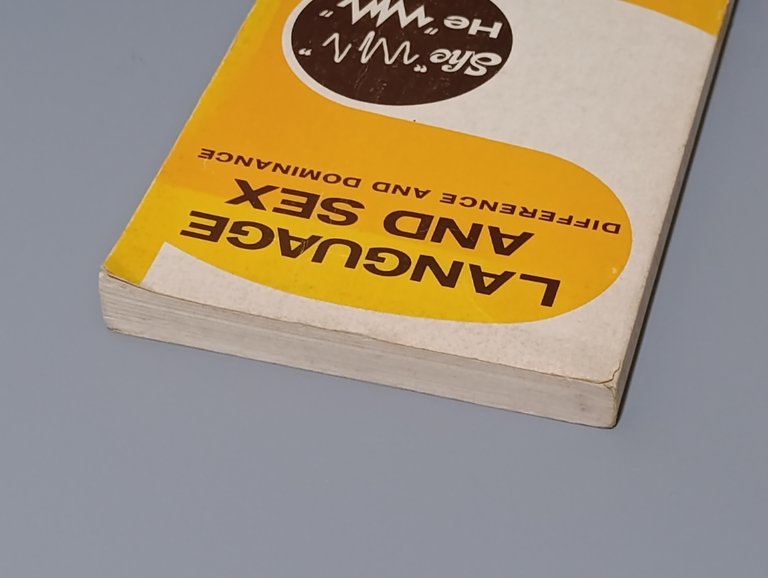 LANGUAGE
AND SEX
DIFFERENCE AND DOMINANCE
She “ ”
He “